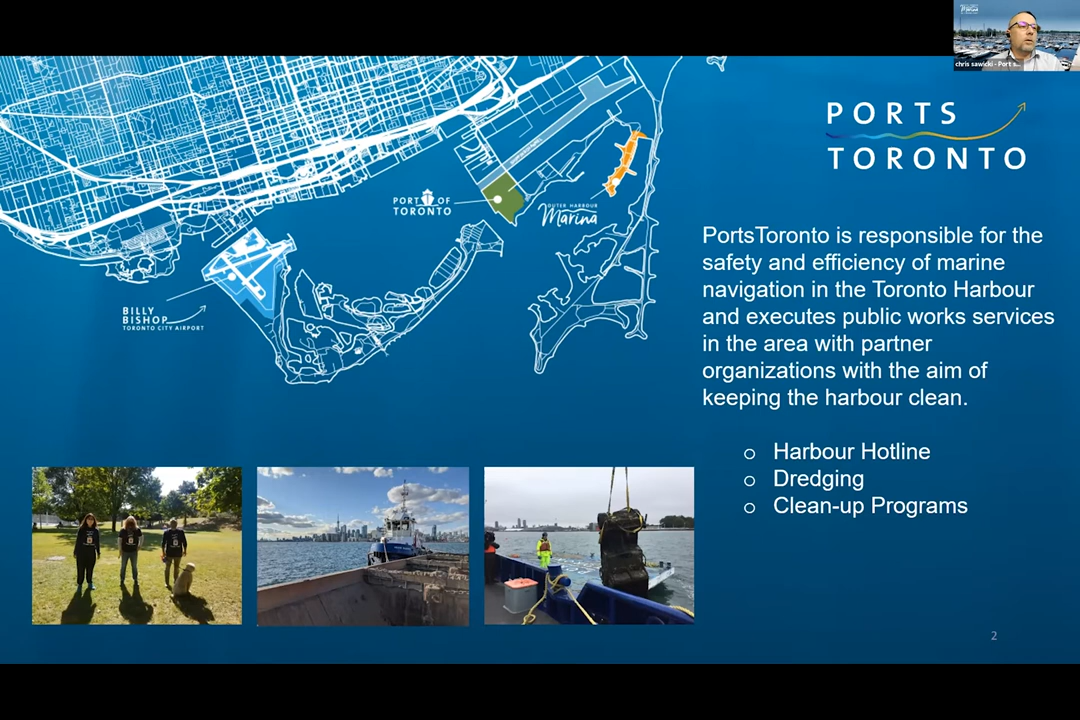 chris sawicki - Port s...
PORTS
TORONTO
PORT OF
TORONTO
OUTER HARBOUR
Marina
BILLY
BISHOP
TORONTO CITY AIRPORT
PortsToronto is responsible for the
safety and efficiency of marine
navigation in the Toronto Harbour
and executes public works services
in the area with partner
organizations with the aim of
keeping the harbour clean.
Harbour Hotline
Dredging
Clean-up Programs
2